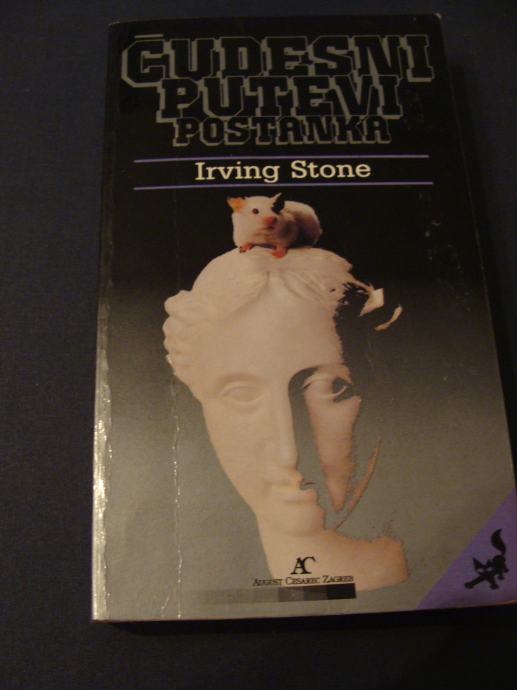 ČUDESNI
PUTEVI
POSTANKA
Irving Stone
AC
AUGUST CESAREC ZAGREB